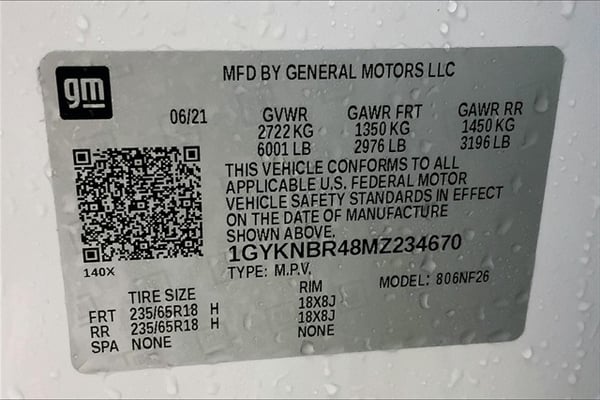 gm
MFD BY GENERAL MOTORS LLC
06/21 GVWR GAWR FRT GAWR RR
2722 KG 1350 KG 1450 KG
6001 LB 2976 LB 3196 LB
THIS VEHICLE CONFORMS TO ALL
APPLICABLE U.S. FEDERAL MOTOR
VEHICLE SAFETY STANDARDS IN EFFECT
ON THE DATE OF MANUFACTURE
SHOWN ABOVE.
1GYKNBR48MZ234670
140X TYPE: M.P.V. MODEL: 806NF26
TIRE SIZE RIM
FRT 235/65R18 H 18X8J
RR 235/65R18 H 18X8J
SPA NONE NONE